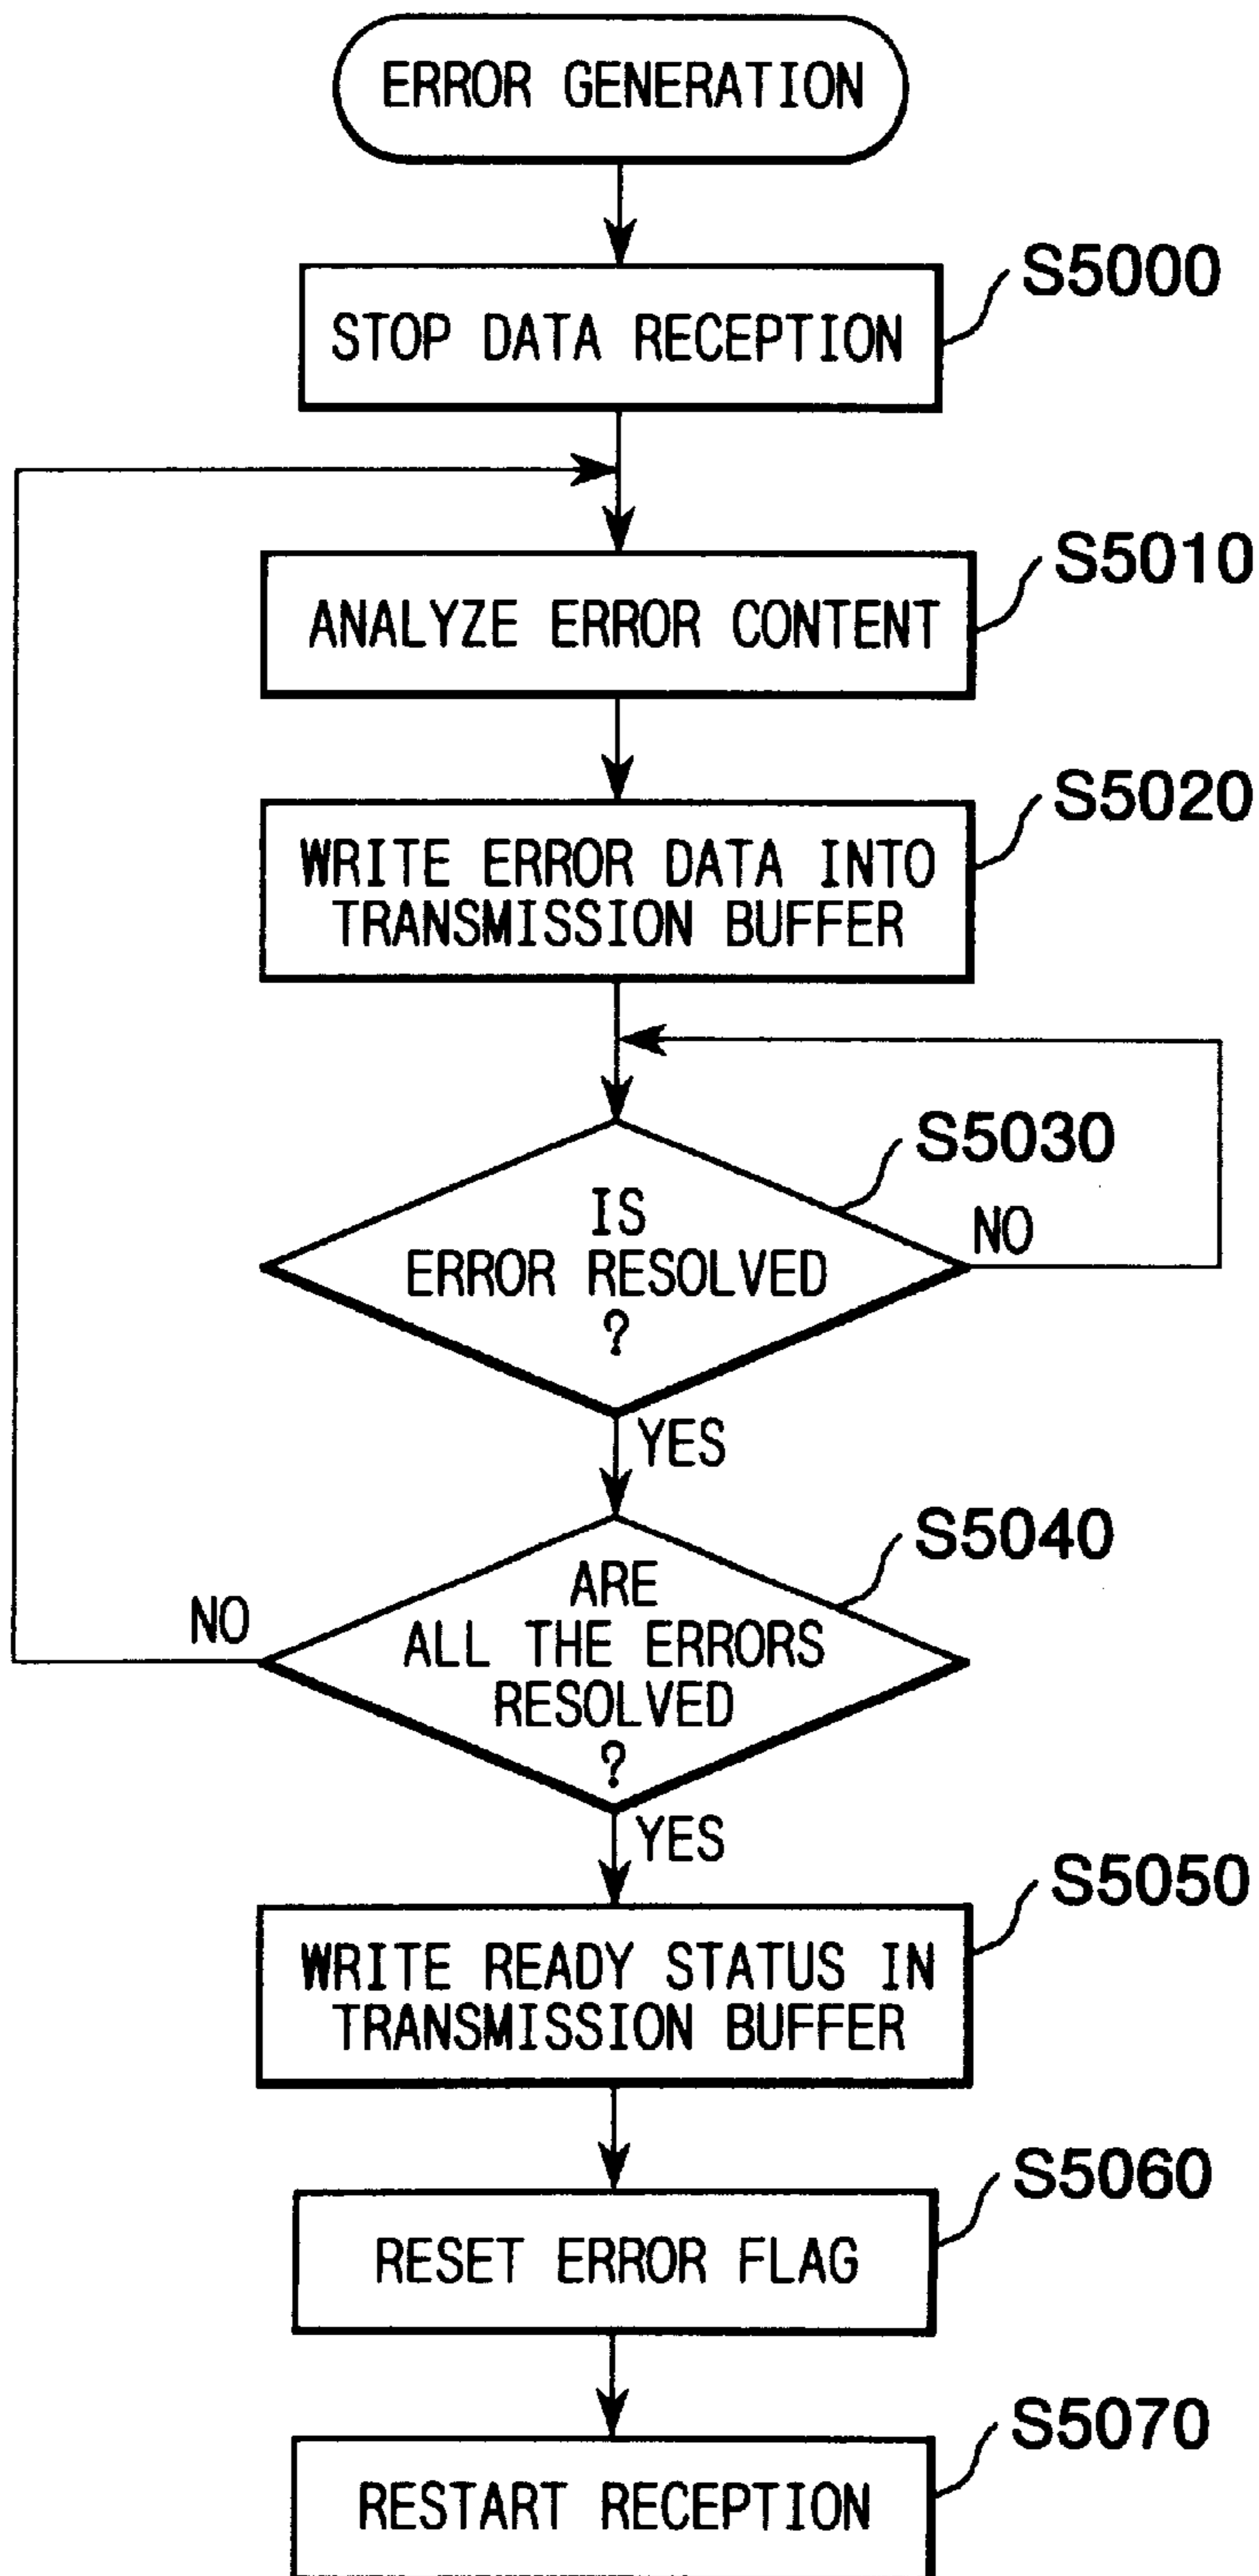 ERROR GENERATION
S5000
STOP DATA RECEPTION
S5010
ANALYZE ERROR CONTENT
S5020
WRITE ERROR DATA INTO
TRANSMISSION BUFFER
S5030
IS
ERROR RESOLVED
?
NO
YES
S5040
ARE
ALL THE ERRORS
RESOLVED
?
NO
YES
S5050
WRITE READY STATUS IN
TRANSMISSION BUFFER
S5060
RESET ERROR FLAG
S5070
RESTART RECEPTION